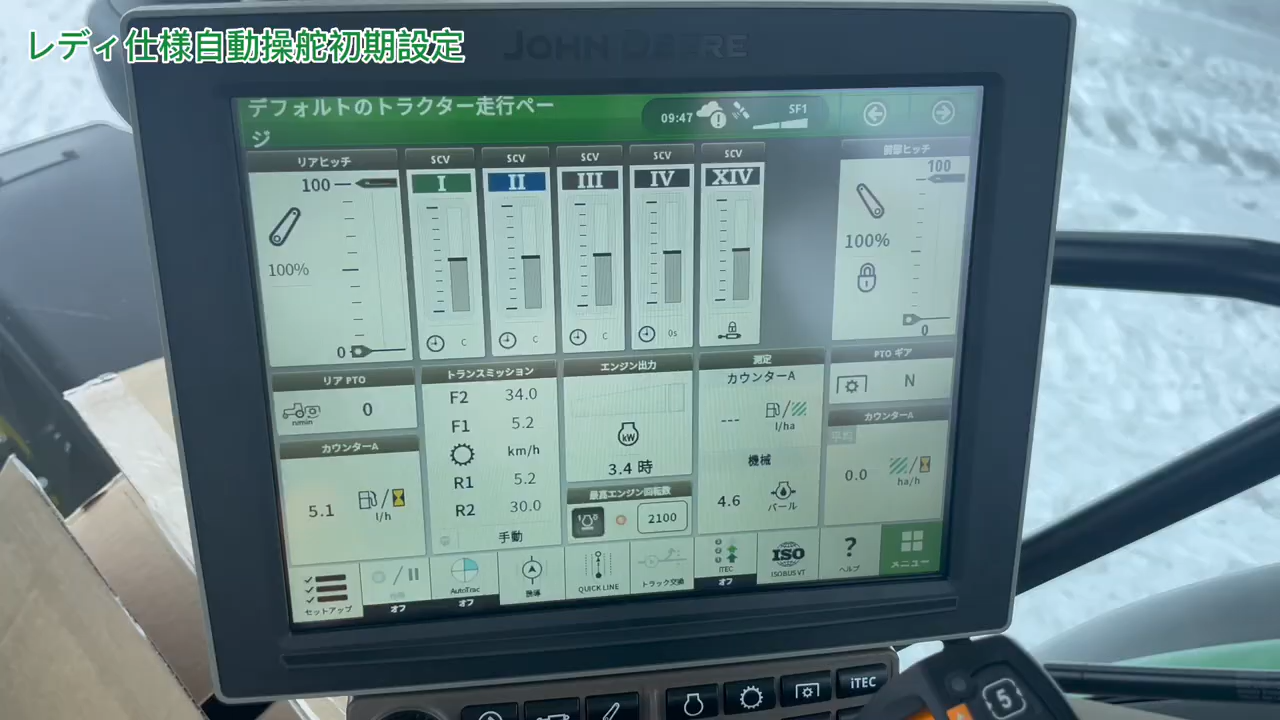 レディ仕様自動操舵初期設定
JOHN DEERE
デフォルトのトラクター走行ペー
ジ
09:47
SF1
リアヒッチ
100
100%
0
SCV
I
C
SCV
II
C
SCV
III
C
SCV
IV
0s
SCV
XIV
前部ヒッチ
100
100%
0
リア PTO
0
n/min
カウンターA
5.1
l/h
トランスミッション
F2 34.0
F1 5.2
km/h
R1 5.2
R2 30.0
手動
エンジン出力
kW
3.4 時
最高エンジン回転数
2100
測定
カウンターA
---
l/ha
機械
4.6
パール
PTO ギア
N
カウンターA
平均
0.0
ha/h
セットアップ
オフ
AutoTrac
オフ
誘導
QUICK LINE
トラック交換
iTEC
オフ
ISO
ISOBUS VT
?
ヘルプ
メニュー
iTEC
5